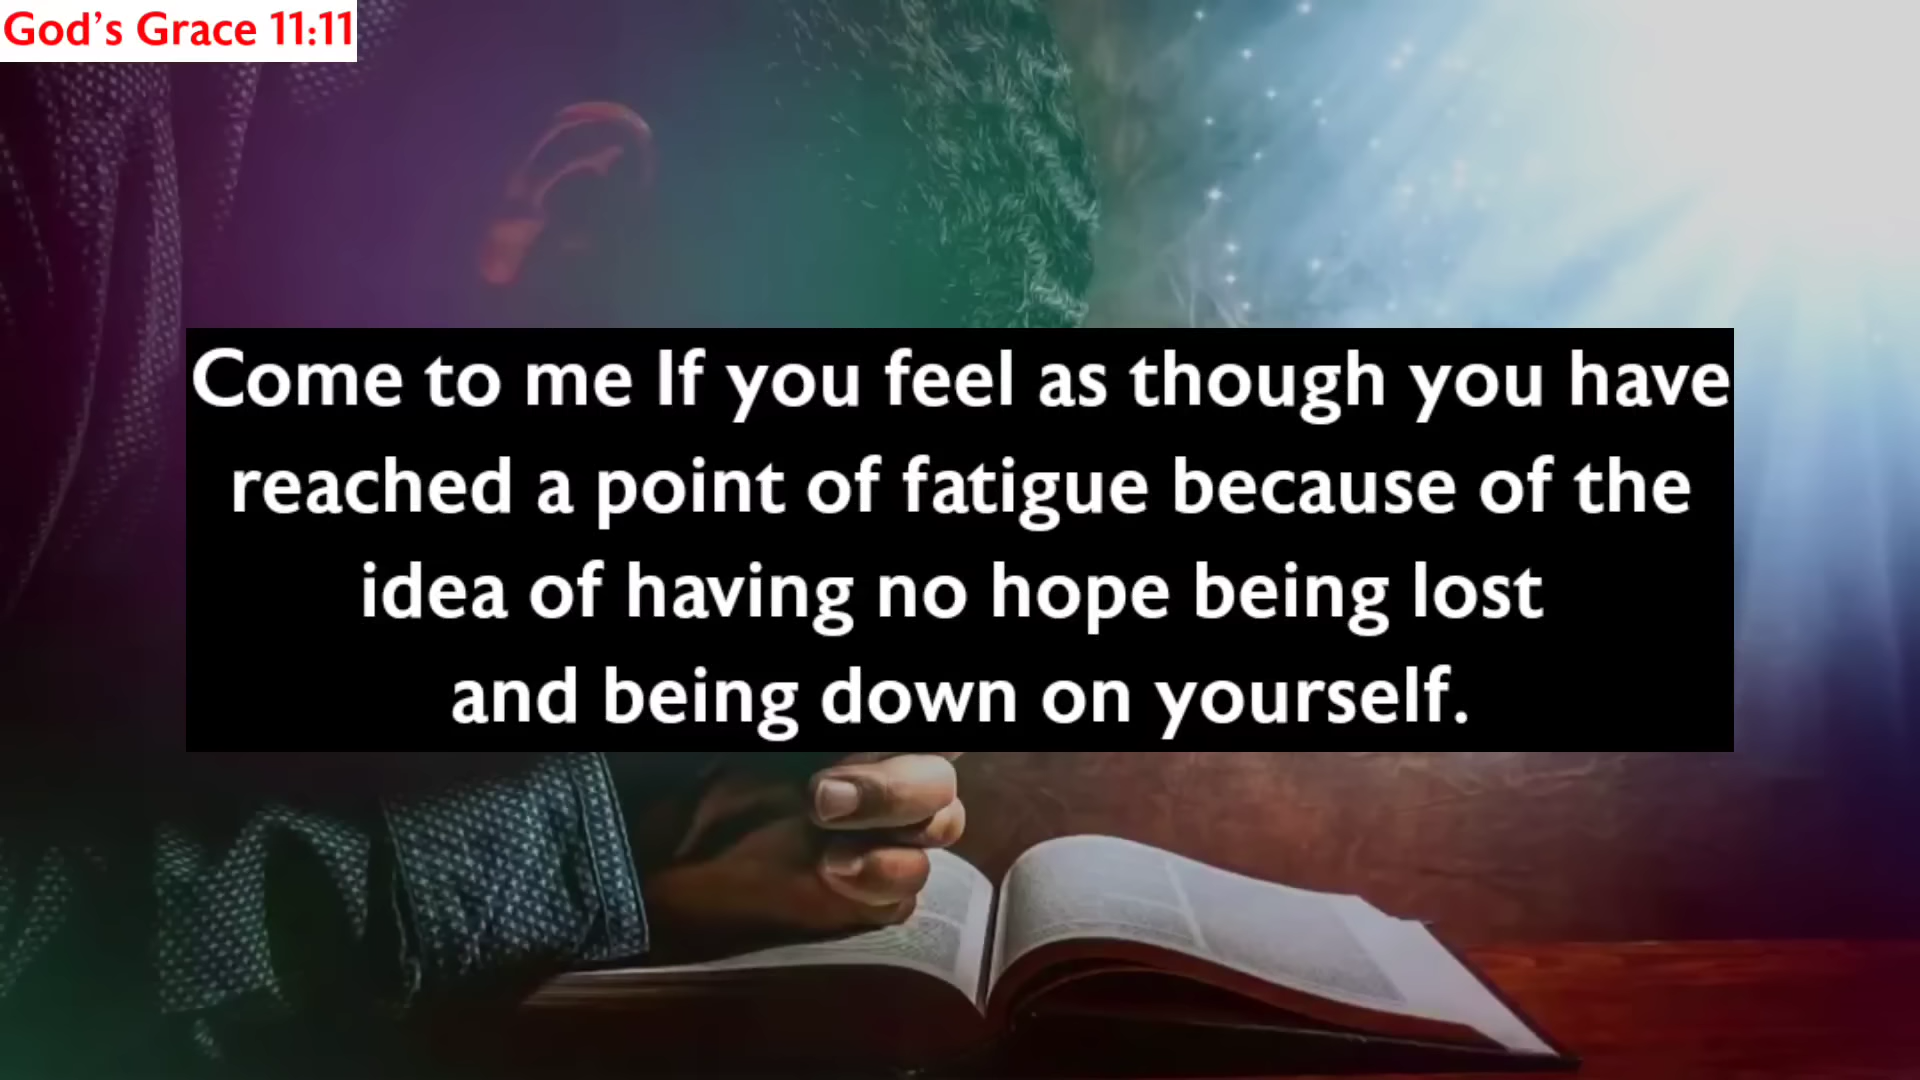 God’s Grace 11:11
Come to me If you feel as though you have
reached a point of fatigue because of the
idea of having no hope being lost
and being down on yourself.